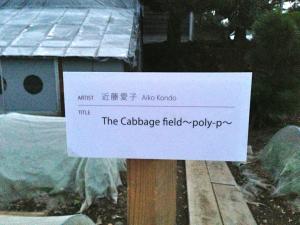 ARTIST 近藤愛子 Aiko Kondo
TITLE
The Cabbage field～poly-p～